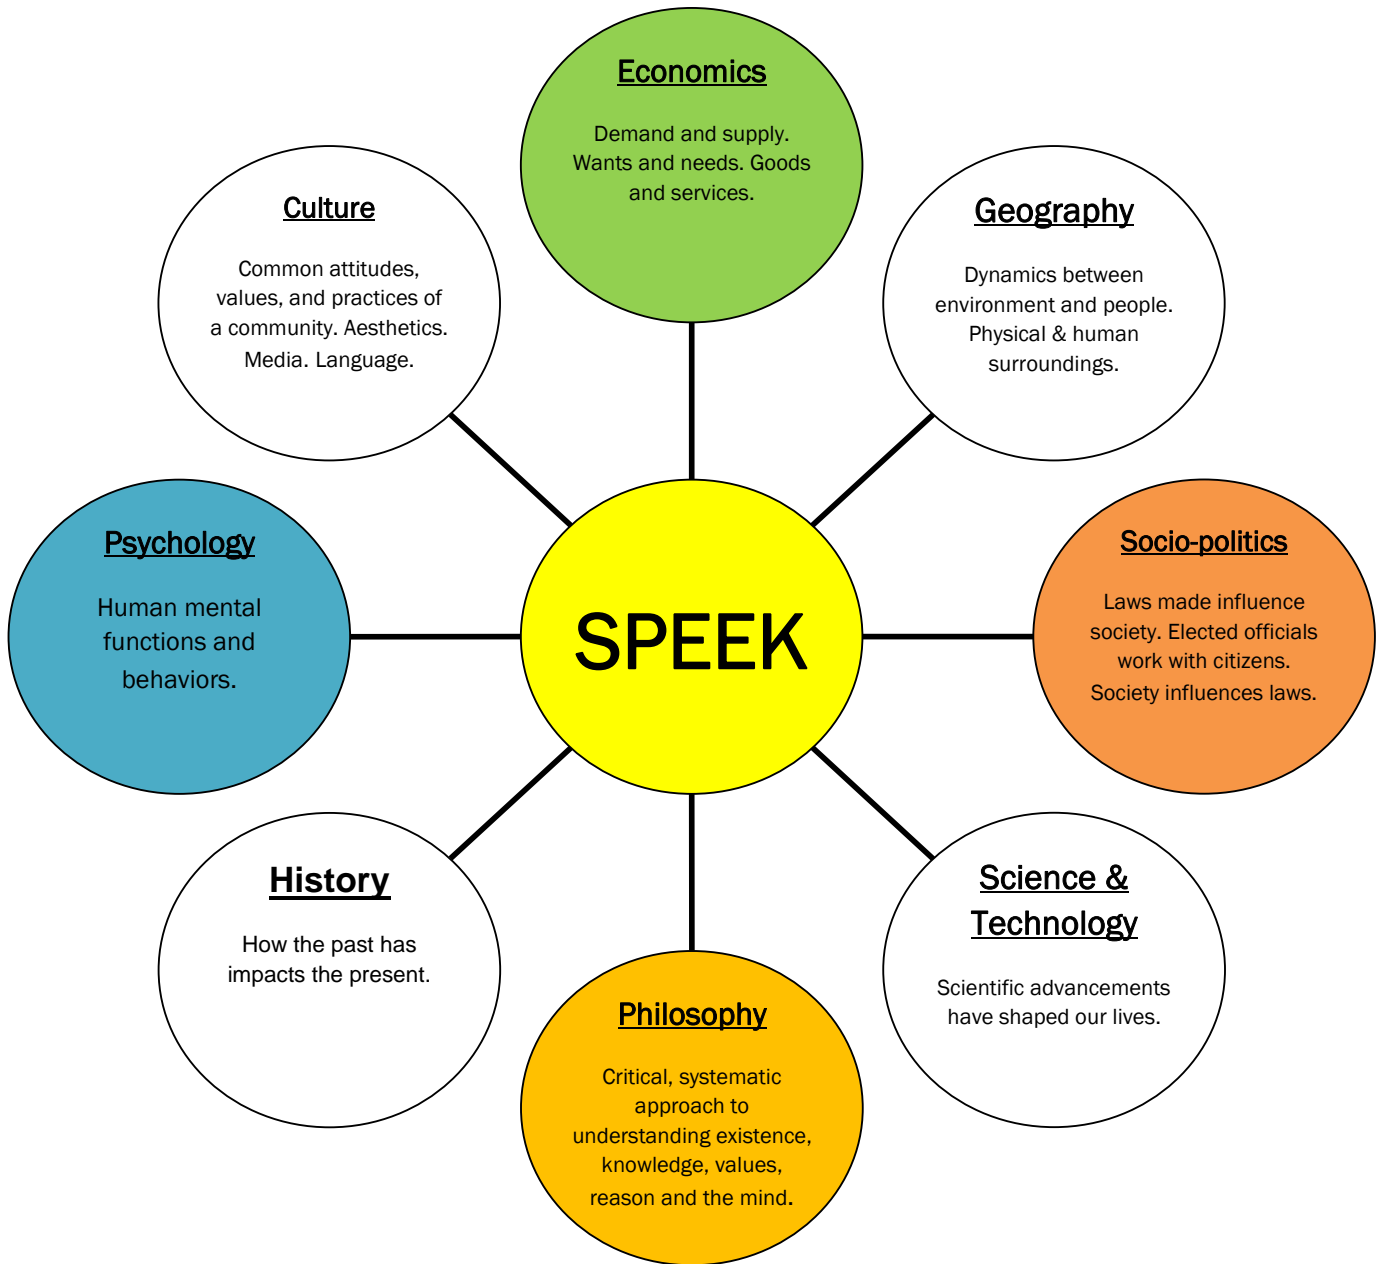 Economics
Demand and supply.
Wants and needs. Goods
and services.
Culture
Common attitudes,
values, and practices of
a community. Aesthetics.
Media. Language.
Geography
Dynamics between
environment and people.
Physical & human
surroundings.
Psychology
Human mental
functions and
behaviors.
SPEEK
Socio-politics
Laws made influence
society. Elected officials
work with citizens.
Society influences laws.
History
How the past has
impacts the present.
Science &
Technology
Scientific advancements
have shaped our lives.
Philosophy
Critical, systematic
approach to
understanding existence,
knowledge, values,
reason and the mind.